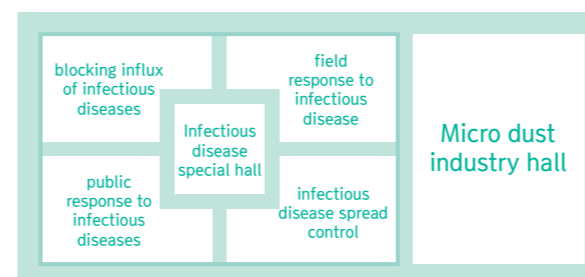 blocking influx
of infectious
diseases
field
response to
infectious
disease
Infectious
disease
special hall
public
response to
infectious
diseases
infectious
disease spread
control
Micro dust
industry hall